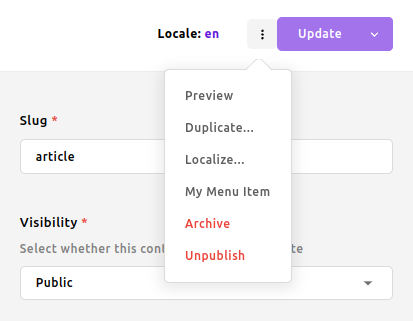 Locale: en
Update
Preview
Duplicate...
Localize...
My Menu Item
Archive
Unpublish
Slug *
article
Visibility *
Select whether this cont te
Public